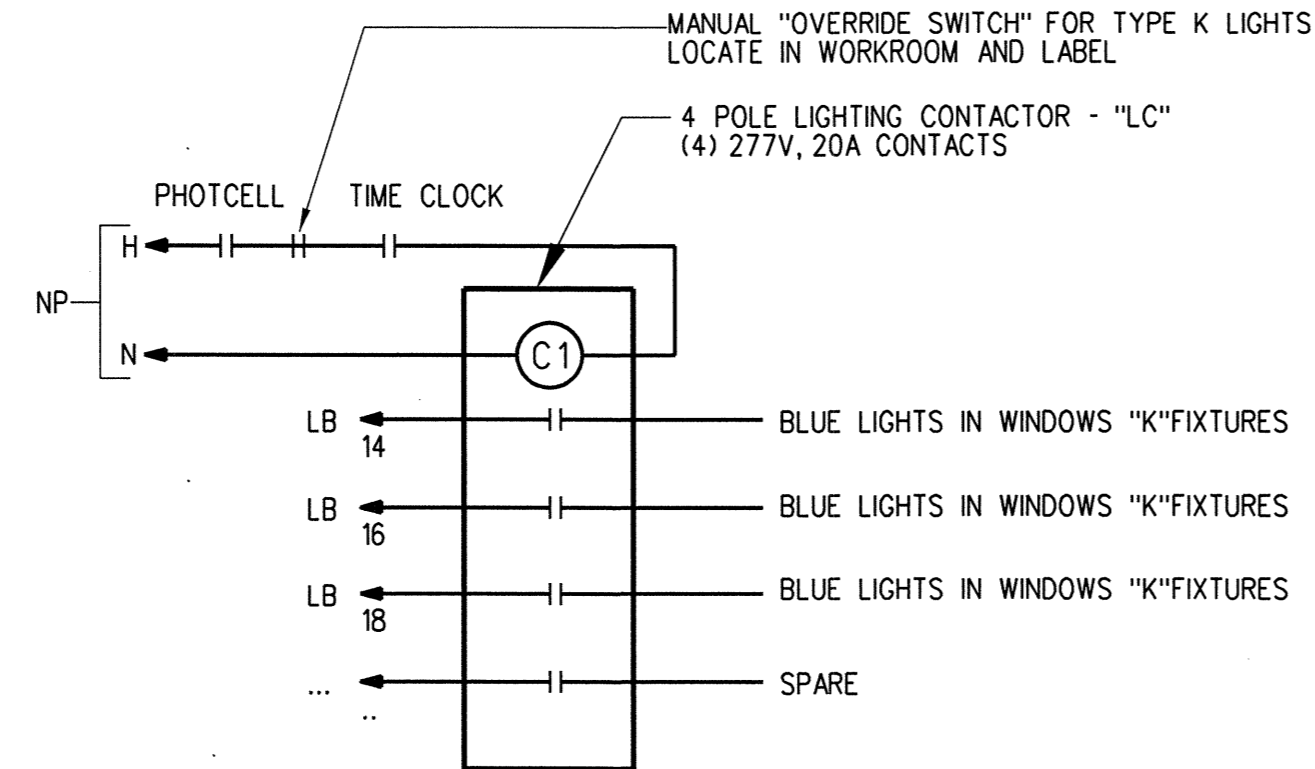 MANUAL "OVERRIDE SWITCH" FOR TYPE K LIGHTS
LOCATE IN WORKROOM AND LABEL
4 POLE LIGHTING CONTACTOR - "LC"
(4) 277V, 20A CONTACTS
PHOTCELL
TIME CLOCK
H
NP
N
C1
LB
14
BLUE LIGHTS IN WINDOWS "K"FIXTURES
LB
16
BLUE LIGHTS IN WINDOWS "K"FIXTURES
LB
18
BLUE LIGHTS IN WINDOWS "K"FIXTURES
...
..
SPARE